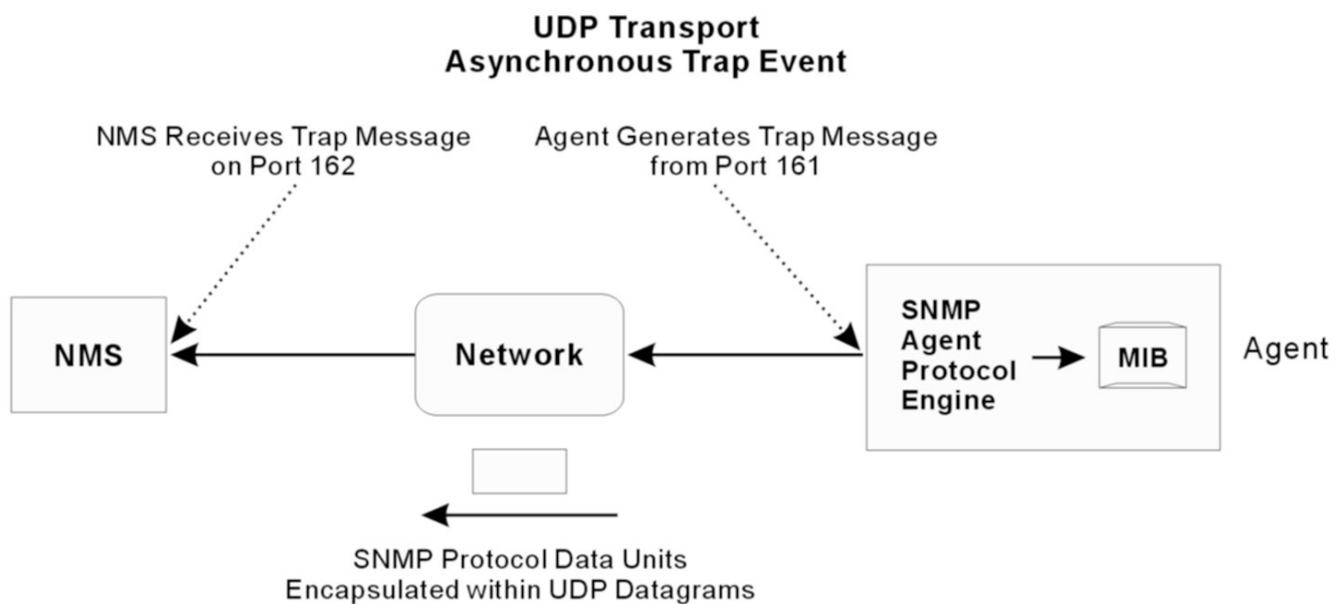 UDP Transport
Asynchronous Trap Event
NMS Receives Trap Message
on Port 162
Agent Generates Trap Message
from Port 161
NMS
Network
SNMP
Agent
Protocol
Engine
MIB
Agent
SNMP Protocol Data Units
Encapsulated within UDP Datagrams